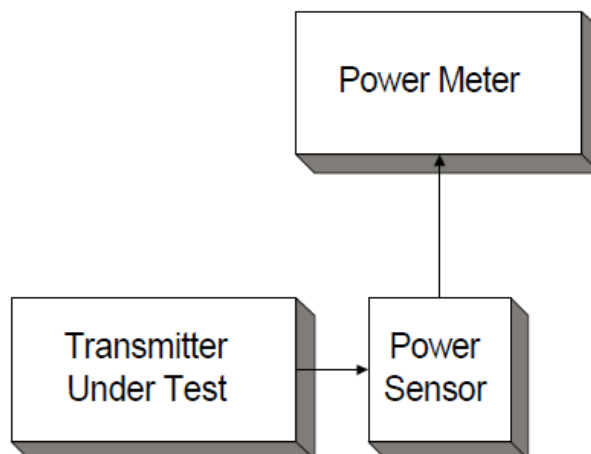 Power Meter
Transmitter
Under Test
Power
Sensor